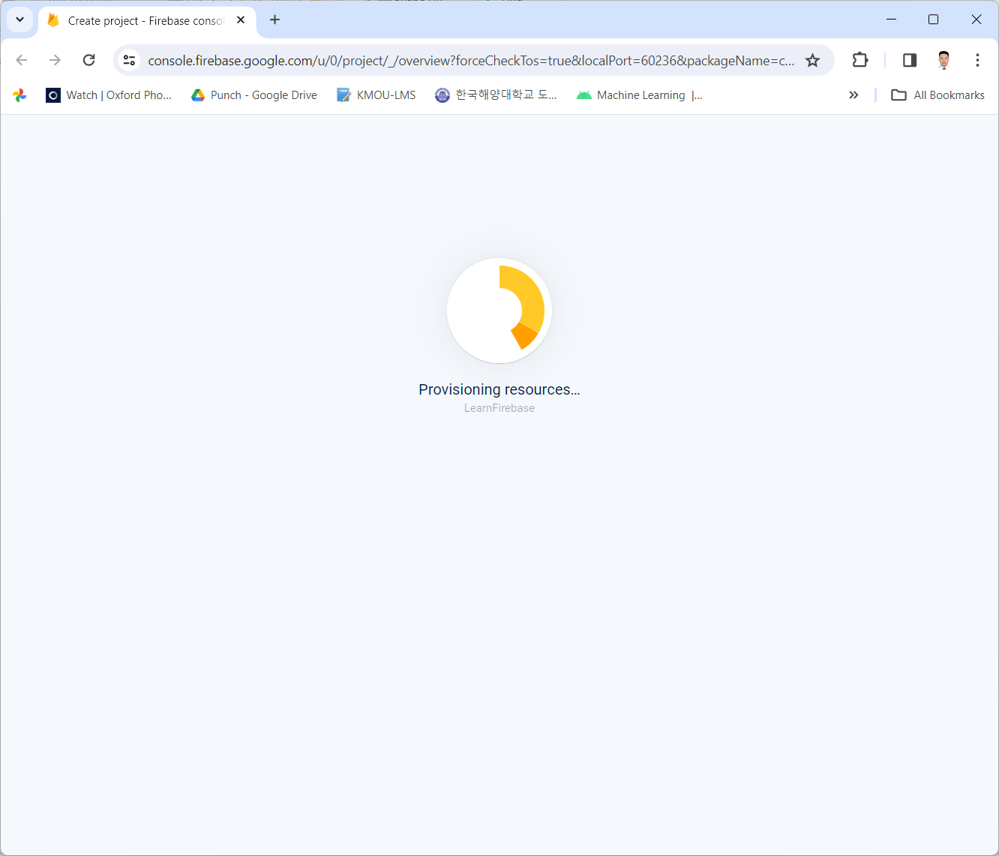 Create project - Firebase conso
console.firebase.google.com/u/0/project/_/overview?forceCheckTos=true&localPort=60236&packageName=c...
Watch | Oxford Pho... Punch - Google Drive KMOU-LMS 한국해양대학교 도... Machine Learning |... All Bookmarks
Provisioning resources...
LearnFirebase